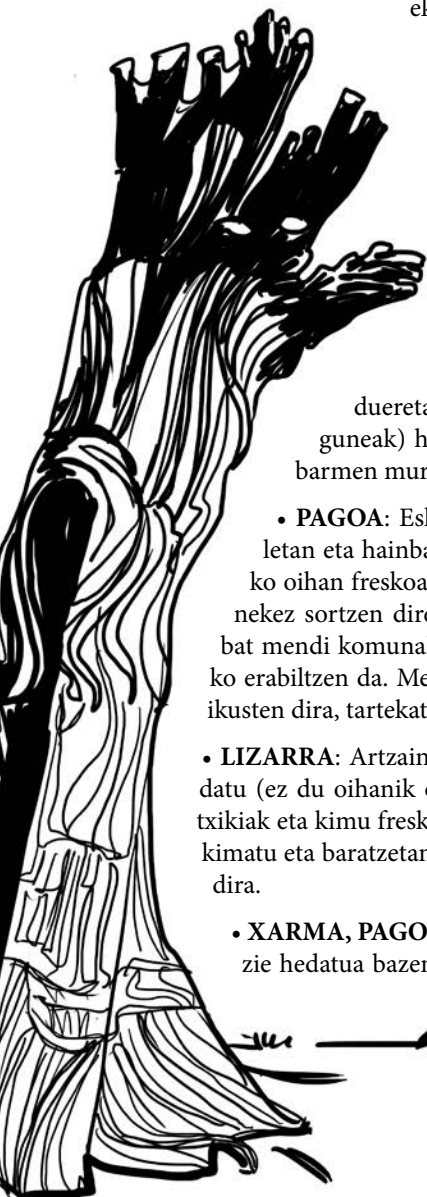 ek
duereta
guneak) h
barmen mur
• PAGOA: Esk
letan eta hainba
ko oihan freskoa
nekez sortzen dire
bat mendi komunal
ko erabiltzen da. Me
ikusten dira, tartekat
• LIZARRA: Artzain
datu (ez du oihanik e
txikiak eta kimu fresk
kimatu eta baratzetan
dira.
• XARMA, PAGO
zie hedatua bazen